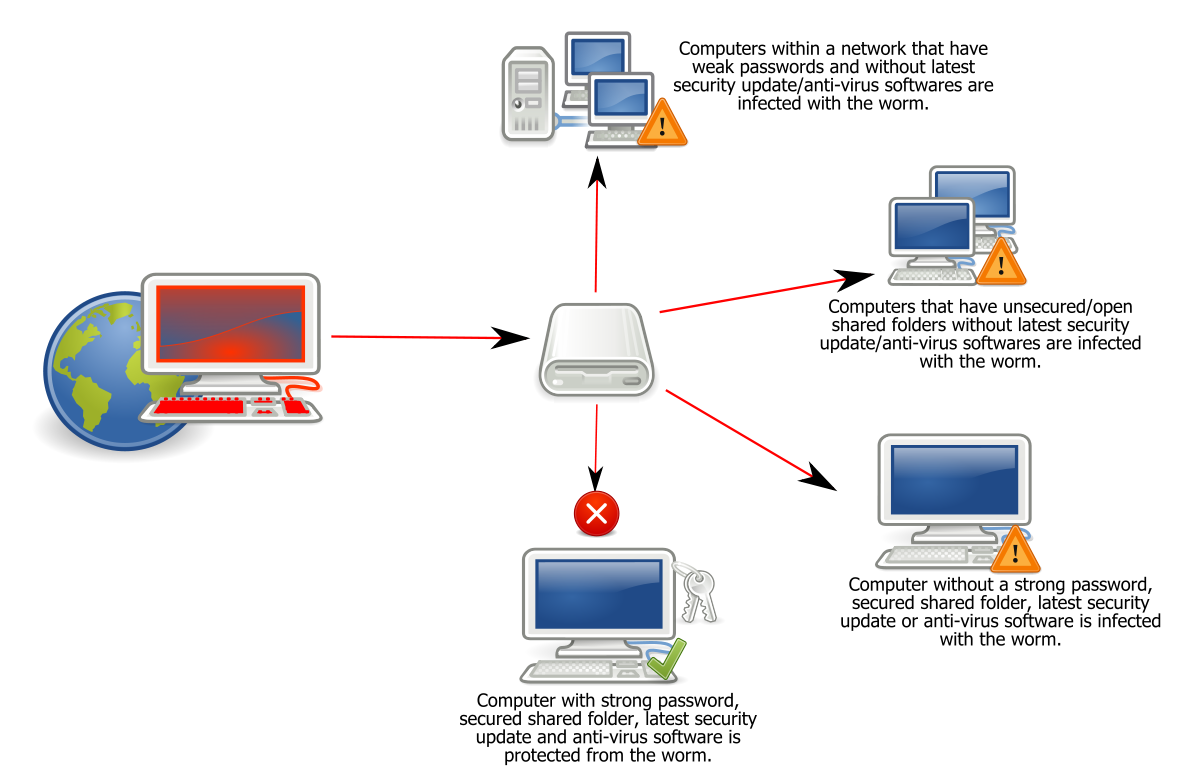 Computers within a network that have
weak passwords and without latest
security update/anti-virus softwares are
infected with the worm.
Computers that have unsecured/open
shared folders without latest security
update/anti-virus softwares are infected
with the worm.
Computer without a strong password,
secured shared folder, latest security
update or anti-virus software is infected
with the worm.
Computer with strong password,
secured shared folder, latest security
update and anti-virus software is
protected from the worm.